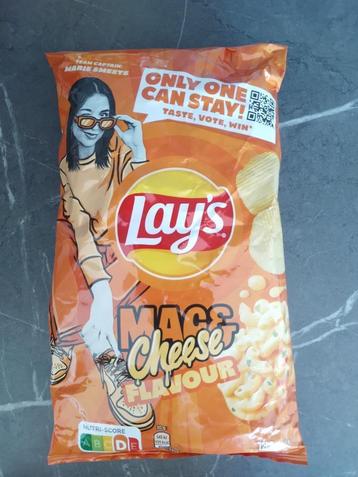 TEAM CAPTAIN:
MARIE SMEETS
ONLY ONE
CAN STAY!
TASTE, VOTE, WIN*
Lay's
MAC&
Cheese
FLAVOUR
NUTRI-SCORE
A B C D E